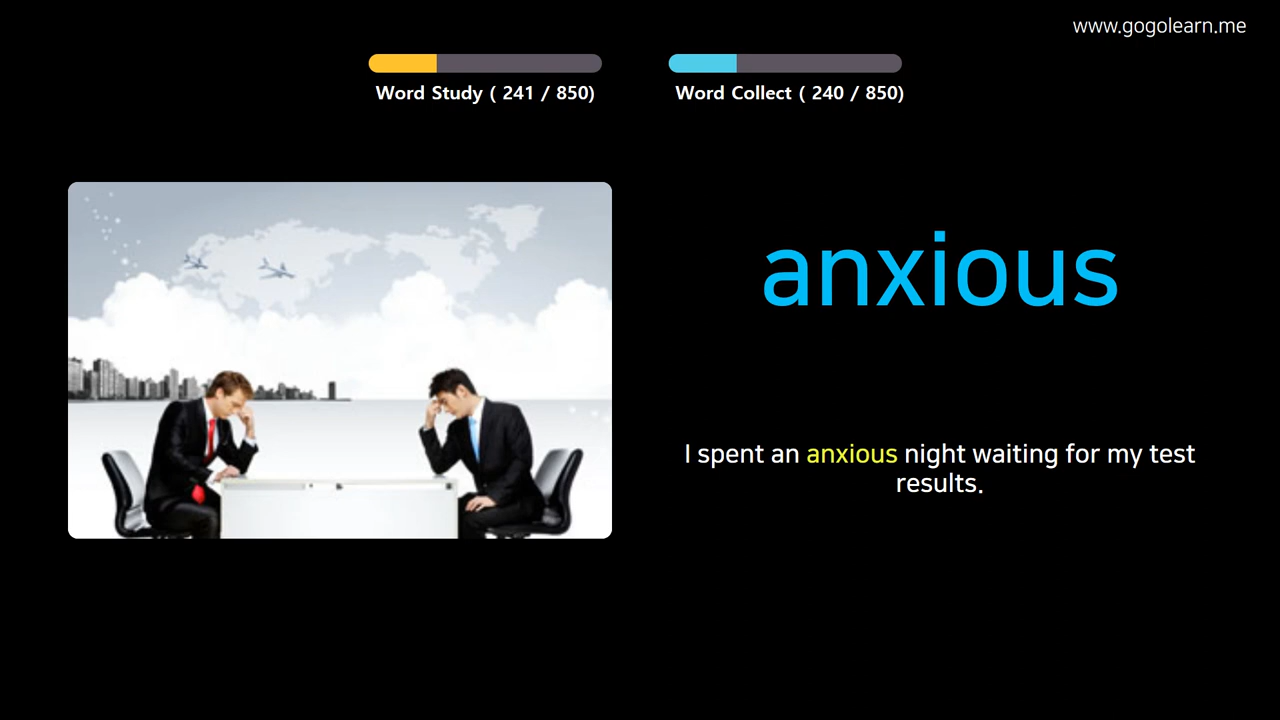 www.gogolearn.me
Word Study ( 241 / 850)
Word Collect ( 240 / 850)
anxious
I spent an anxious night waiting for my test
results.